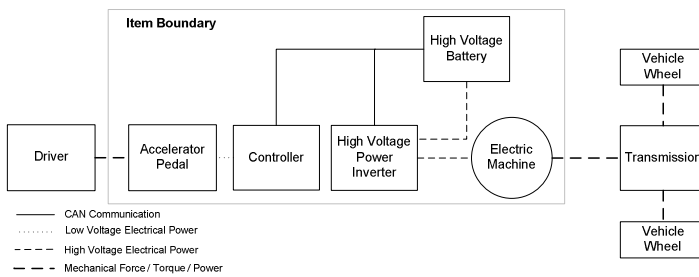 Item Boundary
High Voltage
Battery
Vehicle
Wheel
Driver
Accelerator
Pedal
Controller
High Voltage
Power
Inverter
Electric
Machine
Transmission
Vehicle
Wheel
CAN Communication
Low Voltage Electrical Power
High Voltage Electrical Power
Mechanical Force / Torque / Power